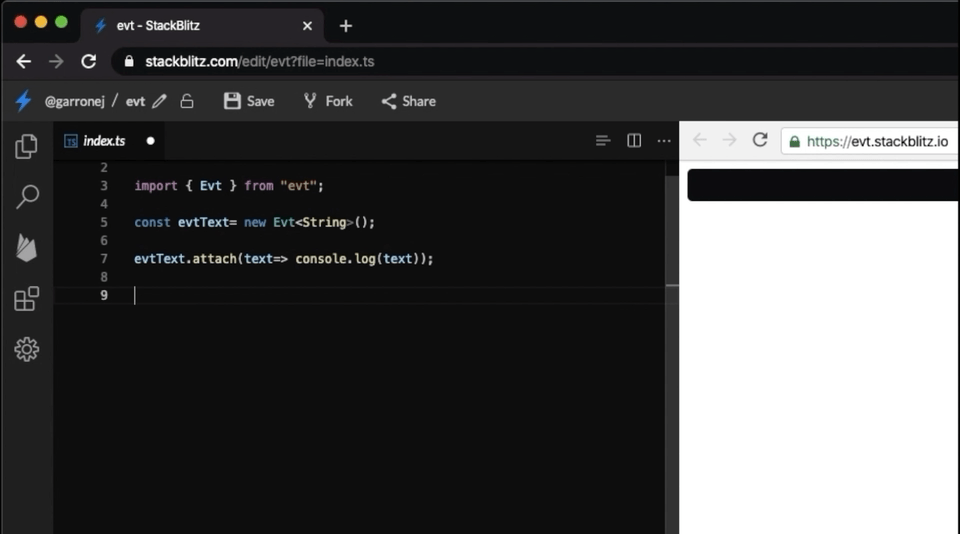 evt - StackBlitz
stackblitz.com/edit/evt?file=index.ts
@garronej / evt Save Fork Share
TS index.ts
https://evt.stackblitz.io
2
3 import { Evt } from "evt";
4
5 const evtText= new Evt<String>();
6
7 evtText.attach(text=> console.log(text));
8
9